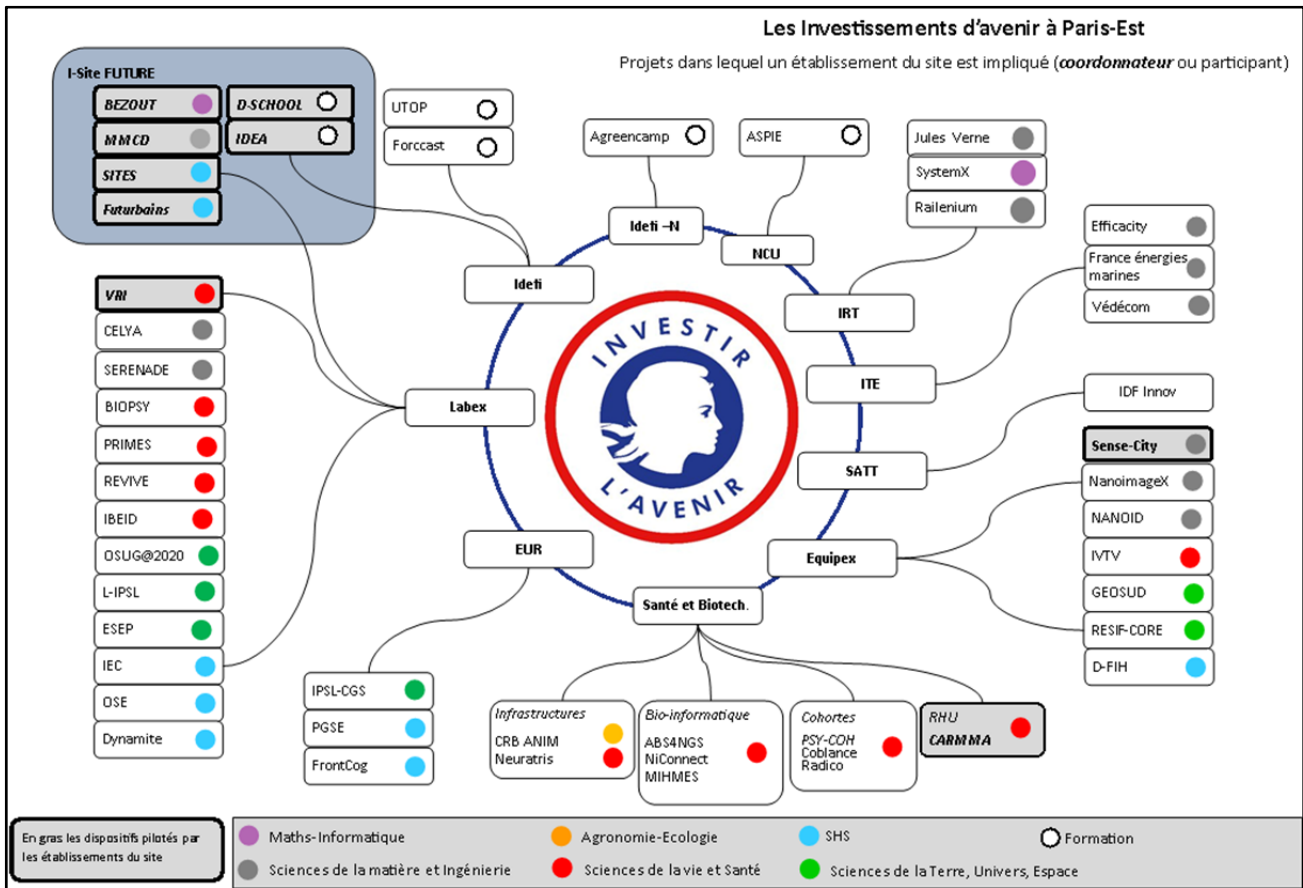 Les Investissements d'avenir à Paris-Est
Projets dans lequel un établissement du site est impliqué (coordonnateur ou participant)
I-Site FUTURE
BEZOUT
MMCD
SITES
Futurbains
D-SCHOOL
IDEA
UTOP
Forccast
Agreencamp
ASPIE
Jules Verne
SystemX
Railenium
Efficacity
France énergies
marines
Védécom
IDF Innov
Sense-City
NanoimageX
NANOID
IVTV
GEOSUD
RESIF-CORE
D-FIH
VRI
CELYA
SERENADE
BIOPSY
PRIMES
REVIVE
IBEID
OSUG@2020
L-IPSL
ESEP
IEC
OSE
Dynamite
Idefi –N
NCU
Idefi
IRT
ITE
Labex
SATT
EUR
Equipex
Santé et Biotech.
INVESTIR
L'AVENIR
IPSL-CGS
PGSE
FrontCog
Infrastructures
CRB ANIM
Neuratris
Bio-informatique
ABS4NGS
NiConnect
MIHMES
Cohortes
PSY-COH
Coblance
Radico
RHU
CARMMA
En gras les dispositifs pilotés par
les établissements du site
Maths-Informatique
Agronomie-Ecologie
SHS
Formation
Sciences de la matière et Ingénierie
Sciences de la vie et Santé
Sciences de la Terre, Univers, Espace